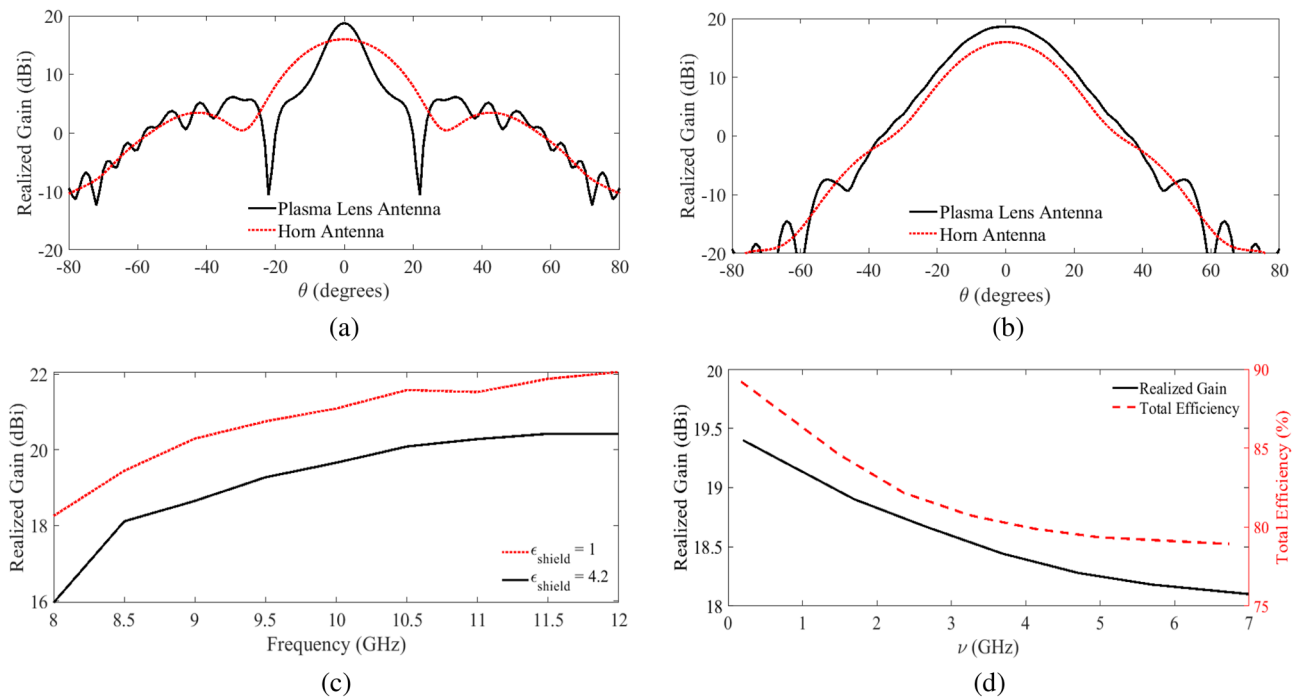 20
10
0
-10
20
-80 -60 -40 -20 0 20 40 60 80
Realized Gain (dBi)
θ (degrees)
Plasma Lens Antenna
Horn Antenna
(a)
20
10
0
-10
-20
-80 -60 -40 -20 0 20 40 60 80
Realized Gain (dBi)
θ (degrees)
Plasma Lens Antenna
Horn Antenna
(b)
22
20
18
16
8 8.5 9 9.5 10 10.5 11 11.5 12
Realized Gain (dBi)
Frequency (GHz)
ϵshield = 1
ϵshield = 4.2
(c)
20
19.5
19
18.5
18
0 1 2 3 4 5 6 7
Realized Gain (dBi)
ν (GHz)
Realized Gain
Total Efficiency
90
85
80
75
Total Efficiency (%)
(d)